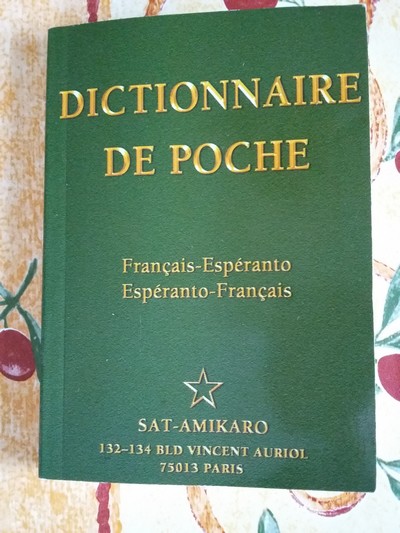 DICTIONNAIRE
DE POCHE
Français-Espéranto
Espéranto-Français
SAT-AMIKARO
132-134 BLD VINCENT AURIOL
75013 PARIS